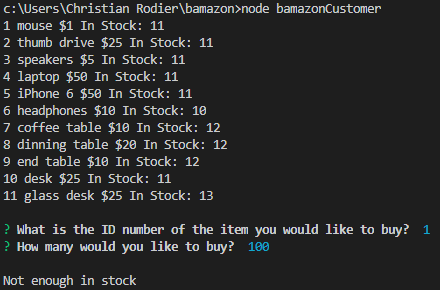 c:\Users\Christian Rodier\bamazon>node bamazonCustomer
1 mouse $1 In Stock: 11
2 thumb drive $25 In Stock: 11
3 speakers $5 In Stock: 11
4 laptop $50 In Stock: 11
5 iPhone 6 $50 In Stock: 11
6 headphones $10 In Stock: 10
7 coffee table $10 In Stock: 12
8 dinning table $20 In Stock: 12
9 end table $10 In Stock: 12
10 desk $25 In Stock: 11
11 glass desk $25 In Stock: 13
? What is the ID number of the item you would like to buy? 1
? How many would you like to buy? 100
Not enough in stock